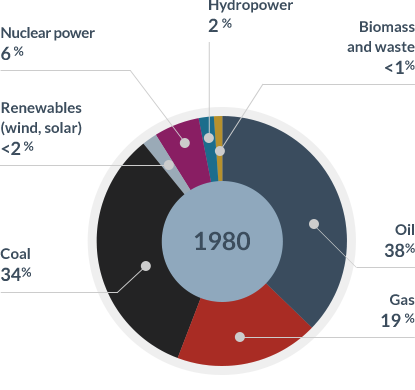 Hydropower
2 %
Nuclear power
6 %
Biomass
and waste
<1%
Renewables
(wind, solar)
<2 %
1980
Oil
38%
Coal
34%
Gas
19 %